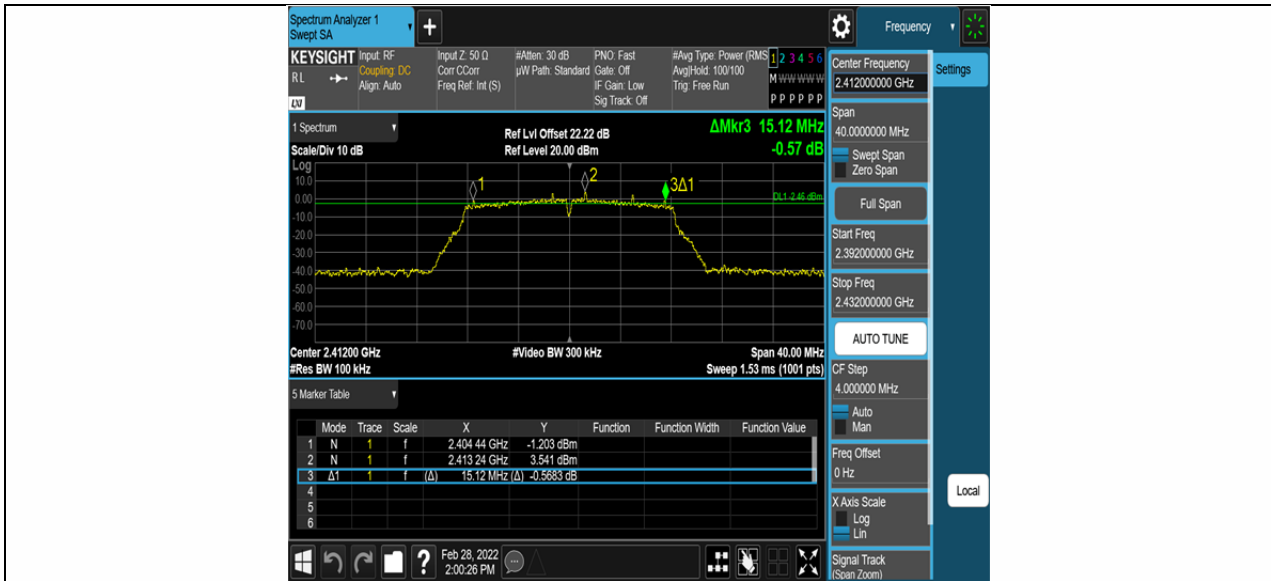 Spectrum Analyzer 1
Swept SA
+
Frequency
KEYSIGHT
RL
LXI
Input: RF
Coupling: DC
Align: Auto
Input Z: 50 Ω
Corr CCorr
Freq Ref: Int (S)
#Atten: 30 dB
µW Path: Standard
PNO: Fast
Gate: Off
IF Gain: Low
Sig Track: Off
#Avg Type: Power (RMS
Avg|Hold: 100/100
Trig: Free Run
1 2 3 4 5 6
M W W W W W
P P P P P P
1 Spectrum
Scale/Div 10 dB
Ref Lvl Offset 22.22 dB
Ref Level 20.00 dBm
ΔMkr3 15.12 MHz
-0.57 dB
Log
10.0
0.00
-10.0
-20.0
-30.0
-40.0
-50.0
-60.0
-70.0
1
2
3Δ1
DL1 -2.46 dBm
Center 2.41200 GHz
#Res BW 100 kHz
#Video BW 300 kHz
Span 40.00 MHz
Sweep 1.53 ms (1001 pts)
5 Marker Table
Mode Trace Scale X Y Function Function Width Function Value
1 N 1 f 2.404 44 GHz -1.203 dBm
2 N 1 f 2.413 24 GHz 3.541 dBm
3 Δ1 1 f (Δ) 15.12 MHz (Δ) -0.5683 dB
4
5
6
Center Frequency
2.412000000 GHz
Span
40.0000000 MHz
Swept Span
Zero Span
Full Span
Start Freq
2.392000000 GHz
Stop Freq
2.432000000 GHz
AUTO TUNE
CF Step
4.000000 MHz
Auto
Man
Freq Offset
0 Hz
X Axis Scale
Log
Lin
Signal Track
(Span Zoom)
Settings
Local
?
Feb 28, 2022
2:00:26 PM